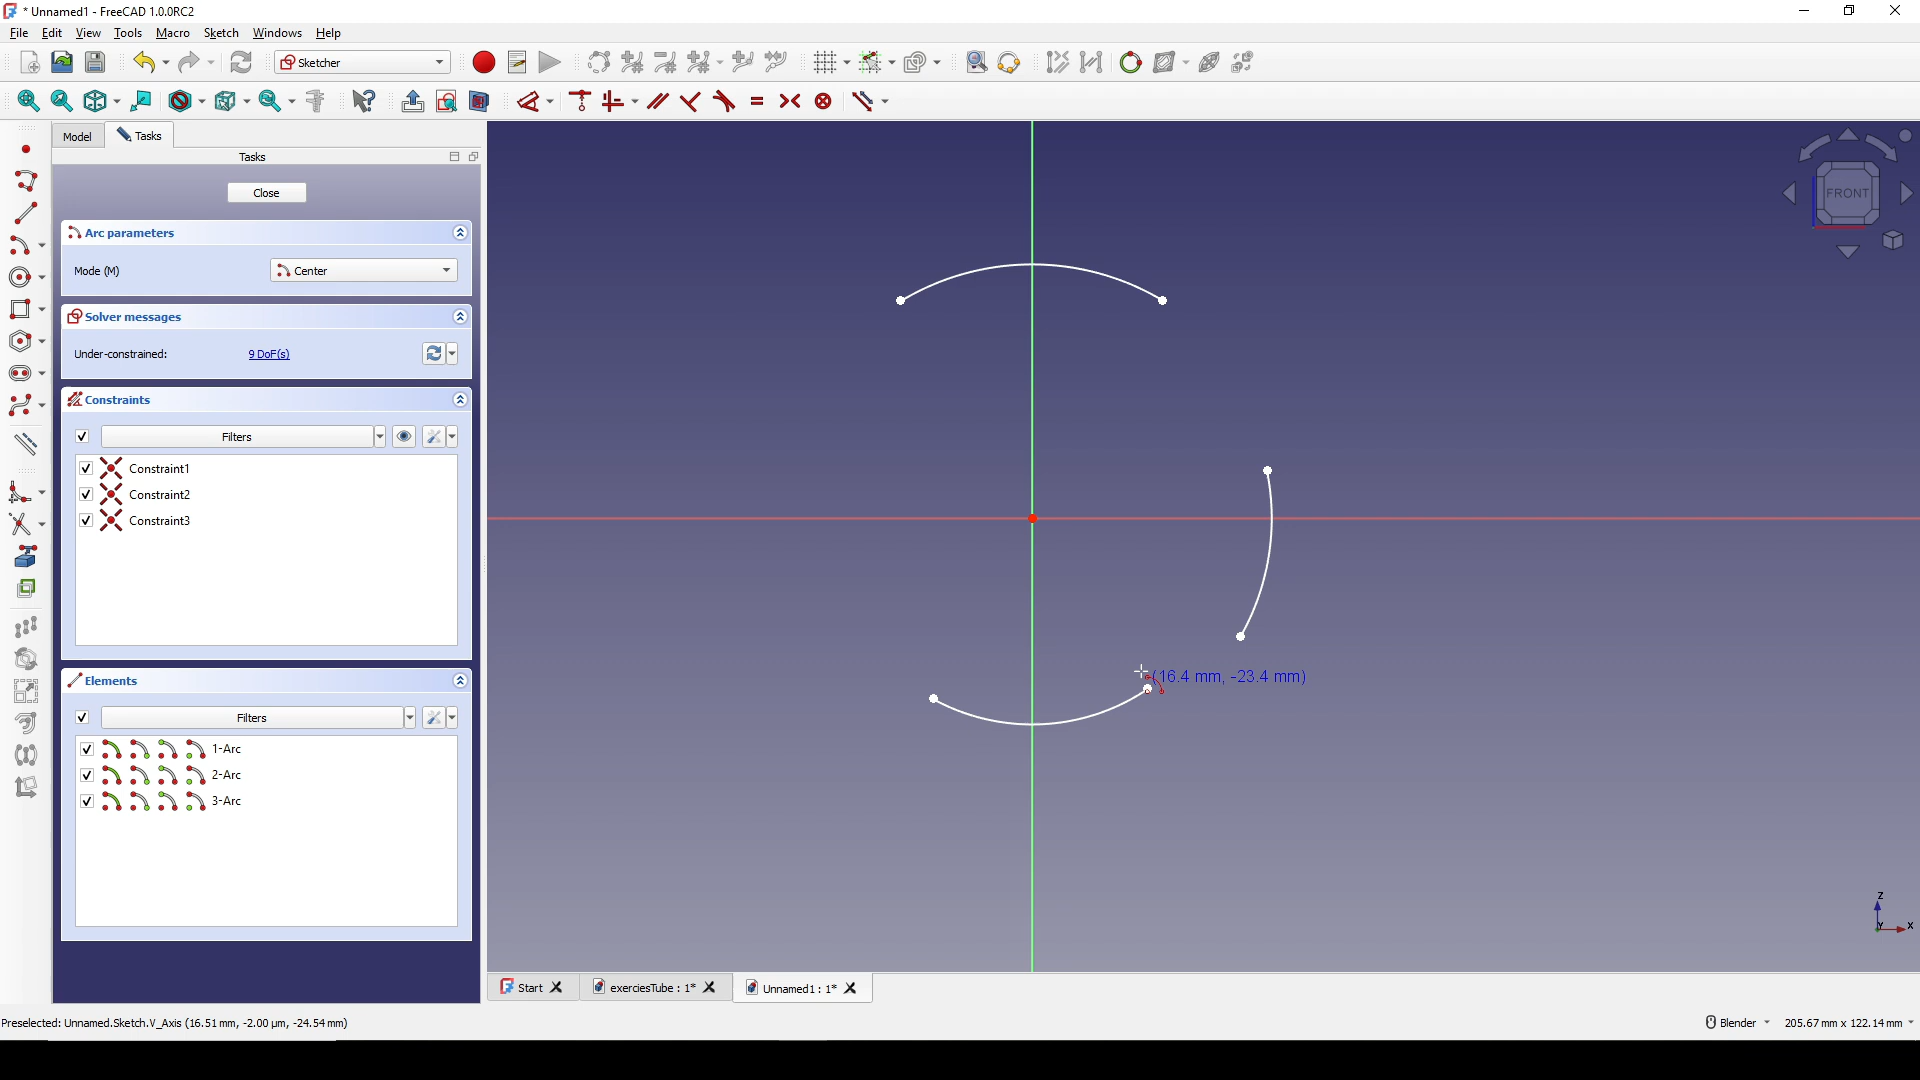 * Unnamed1 - FreeCAD 1.0.0RC2
File Edit View Tools Macro Sketch Windows Help
Sketcher
Model Tasks
Tasks
Close
Arc parameters
Mode (M) Center
Solver messages
Under-constrained: 9 DoF(s)
Constraints
Filters
Constraint1
Constraint2
Constraint3
Elements
Filters
1-Arc
2-Arc
3-Arc
FRONT
(16.4 mm, -23.4 mm)
Z
Y X
Start exerciesTube : 1* Unnamed1 : 1*
Preselected: Unnamed.Sketch.V_Axis (16.51 mm, -2.00 µm, -24.54 mm)
Blender 205.67 mm x 122.14 mm